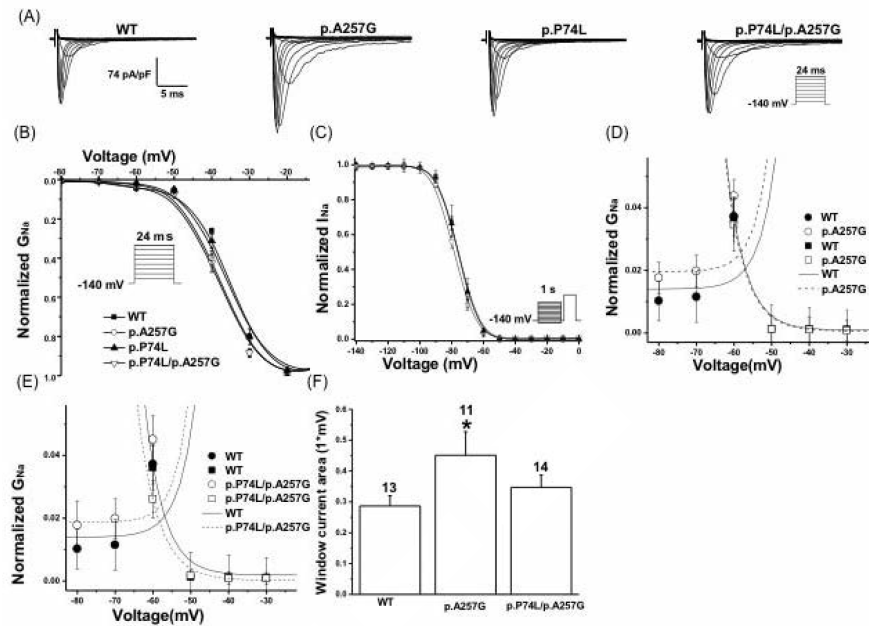 (A)
WT
p.A257G
p.P74L
p.P74L/p.A257G
74 pA/pF
5 ms
24 ms
-140 mV
(B)
Voltage (mV)
-80 -70 -60 -50 -40 -30 -20
0.0
0.2
0.4
0.6
0.8
1.0
Normalized GNa
24 ms
-140 mV
WT
p.A257G
p.P74L
p.P74L/p.A257G
(C)
1.0
0.8
0.6
0.4
0.2
0.0
Normalized INa
1 s
-140 mV
-140 -120 -100 -80 -60 -40 -20 0
Voltage (mV)
(D)
0.04
0.02
0.00
Normalized GNa
WT
p.A257G
WT
p.A257G
WT
p.A257G
-80 -70 -60 -50 -40 -30
Voltage(mV)
(E)
0.04
0.02
0.00
Normalized GNa
WT
WT
p.P74L/p.A257G
p.P74L/p.A257G
WT
p.P74L/p.A257G
-80 -70 -60 -50 -40 -30
Voltage(mV)
(F)
0.6
0.5
0.4
0.3
0.2
0.1
0.0
Window current area (1*mV)
13
11
*
14
WT
p.A257G
p.P74L/p.A257G